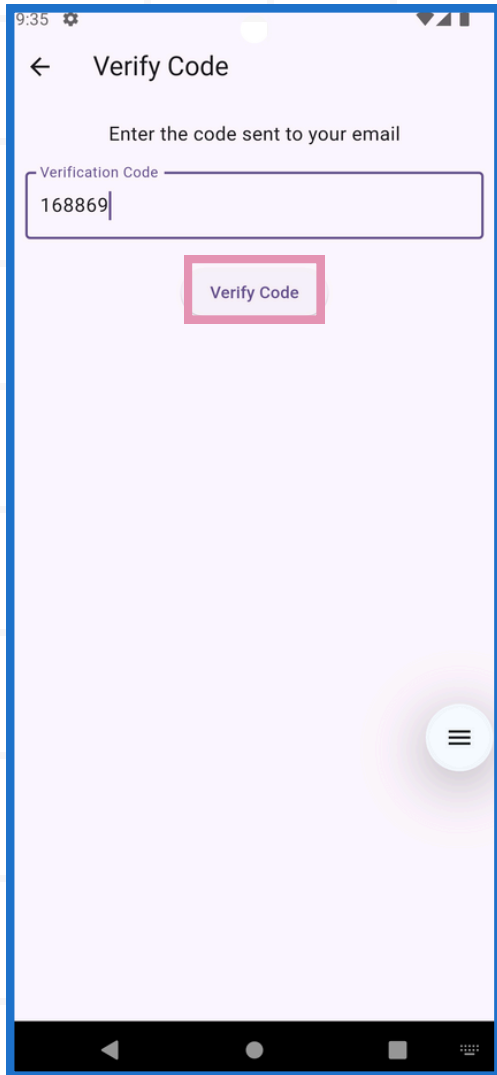 9:35
Verify Code
Enter the code sent to your email
Verification Code
168869
Verify Code